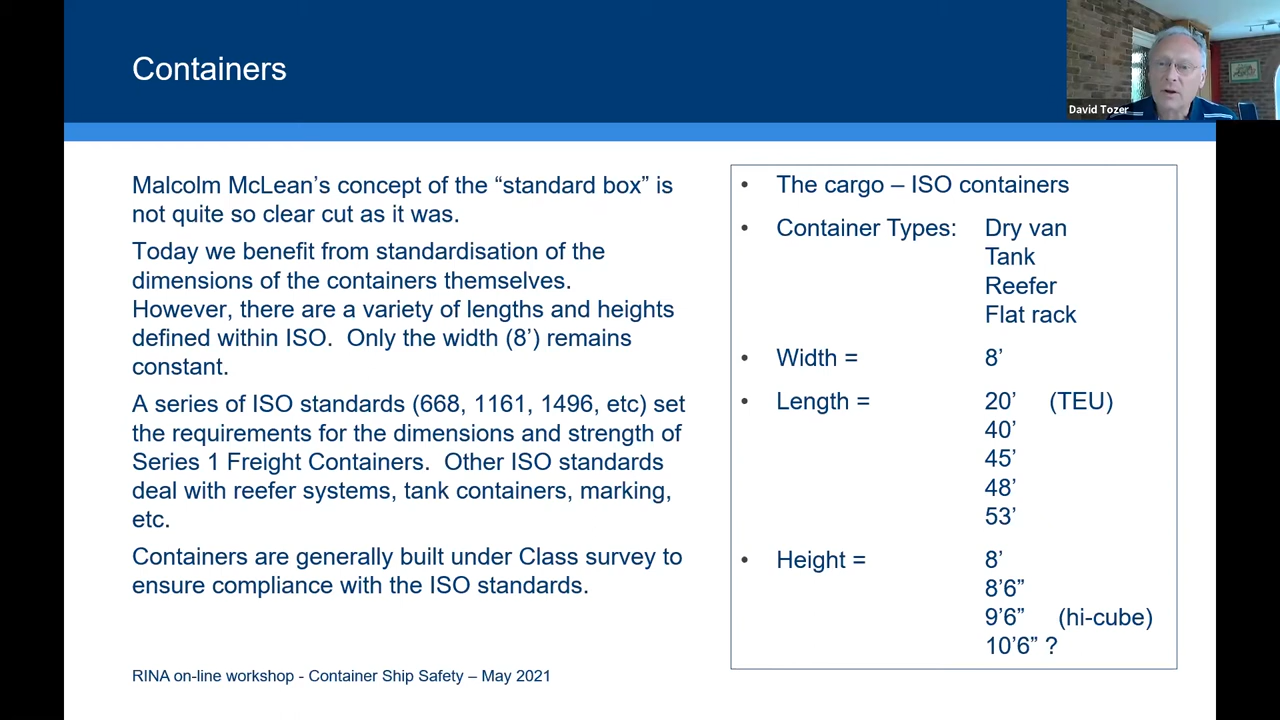 Containers
David Tozer
Malcolm McLean’s concept of the “standard box” is
not quite so clear cut as it was.
Today we benefit from standardisation of the
dimensions of the containers themselves.
However, there are a variety of lengths and heights
defined within ISO.  Only the width (8’) remains
constant.
A series of ISO standards (668, 1161, 1496, etc) set
the requirements for the dimensions and strength of
Series 1 Freight Containers.  Other ISO standards
deal with reefer systems, tank containers, marking,
etc.
Containers are generally built under Class survey to
ensure compliance with the ISO standards.
• The cargo – ISO containers
• Container Types: Dry van
Tank
Reefer
Flat rack
• Width = 8’
• Length = 20’ (TEU)
40’
45’
48’
53’
• Height = 8’
8’6”
9’6” (hi-cube)
10’6” ?
RINA on-line workshop - Container Ship Safety – May 2021